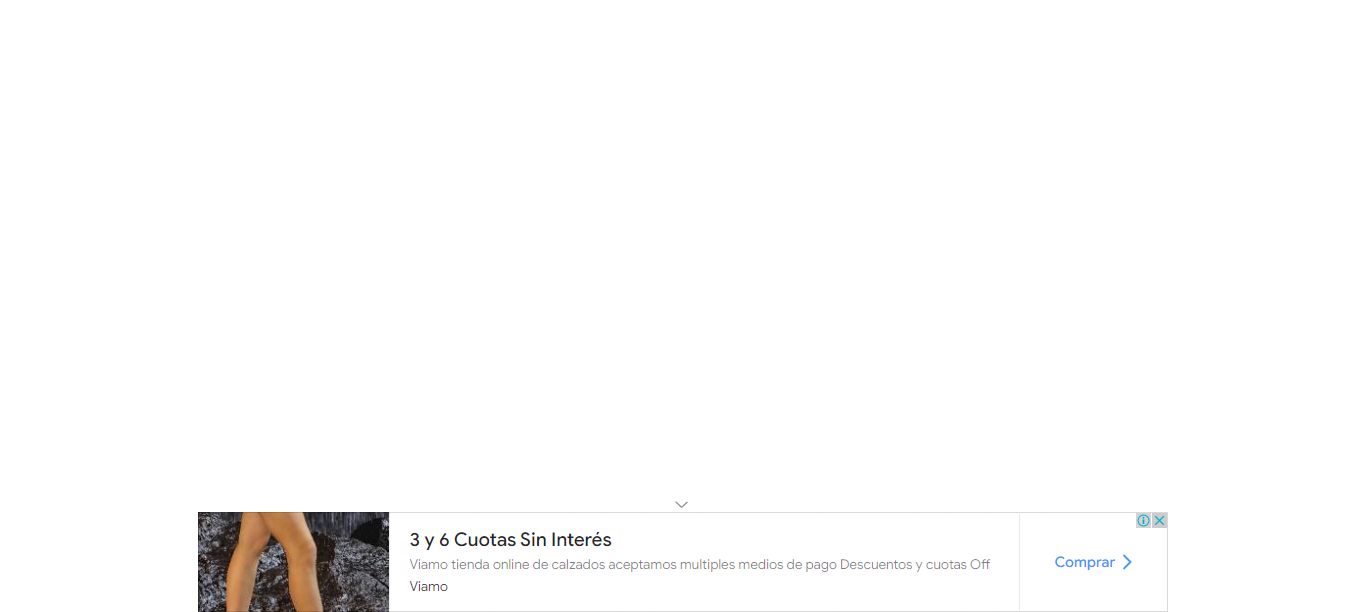 3 y 6 Cuotas Sin Interés
Viamo tienda online de calzados aceptamos multiples medios de pago Descuentos y cuotas Off
Viamo
Comprar